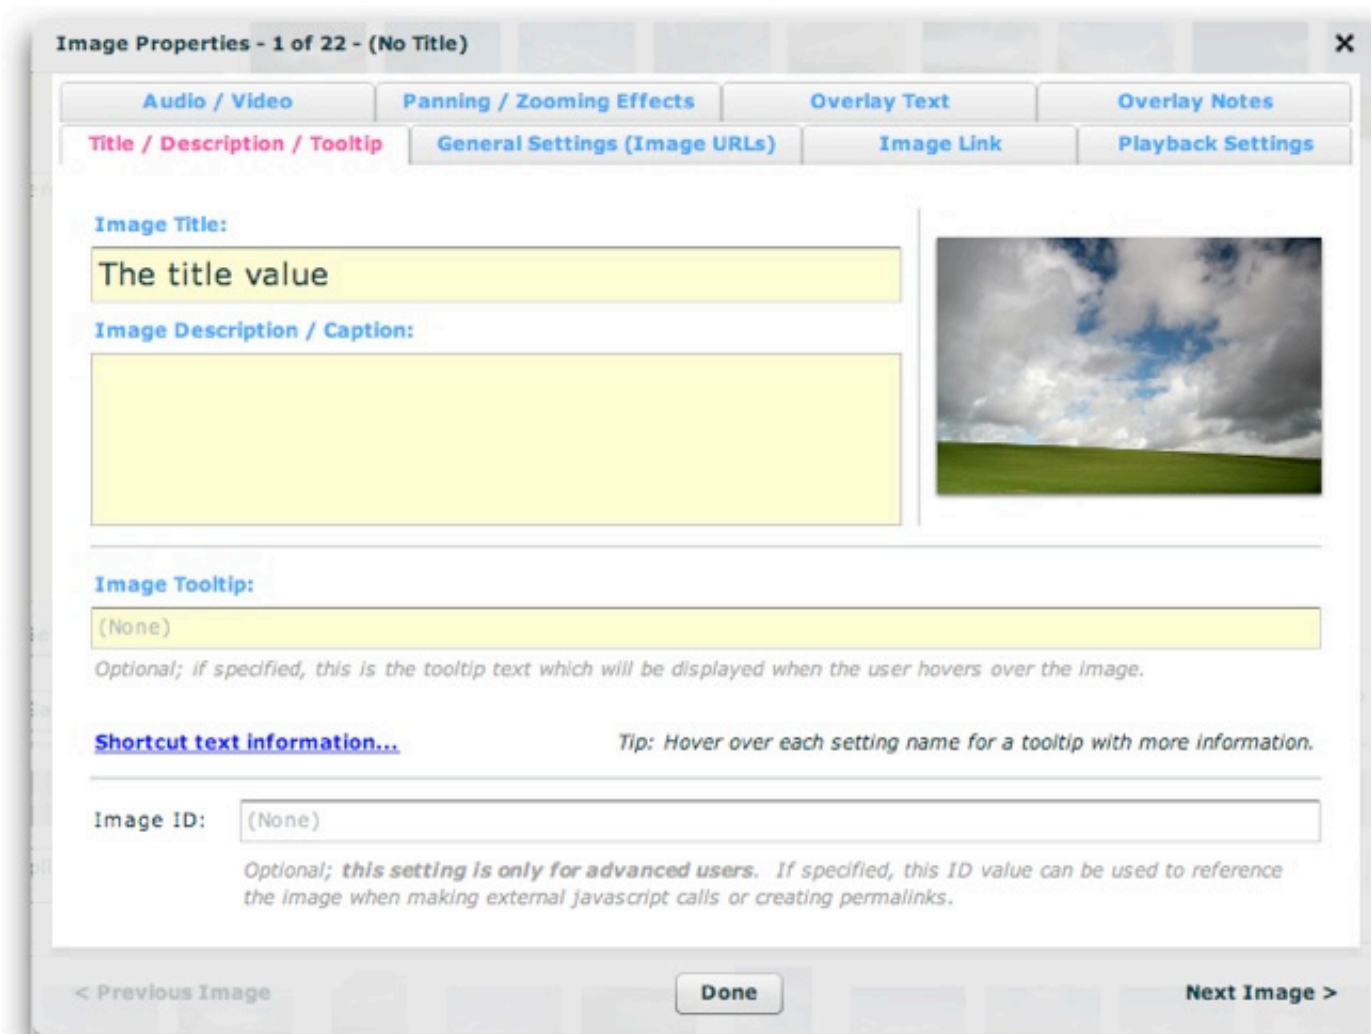 Image Properties - 1 of 22 - (No Title)
Audio / Video
Panning / Zooming Effects
Overlay Text
Overlay Notes
Title / Description / Tooltip
General Settings (Image URLs)
Image Link
Playback Settings
Image Title:
The title value
Image Description / Caption:
Image Tooltip:
(None)
Optional; if specified, this is the tooltip text which will be displayed when the user hovers over the image.
Shortcut text information...
Tip: Hover over each setting name for a tooltip with more information.
Image ID:
(None)
Optional; this setting is only for advanced users. If specified, this ID value can be used to reference
the image when making external javascript calls or creating permalinks.
< Previous Image
Done
Next Image >